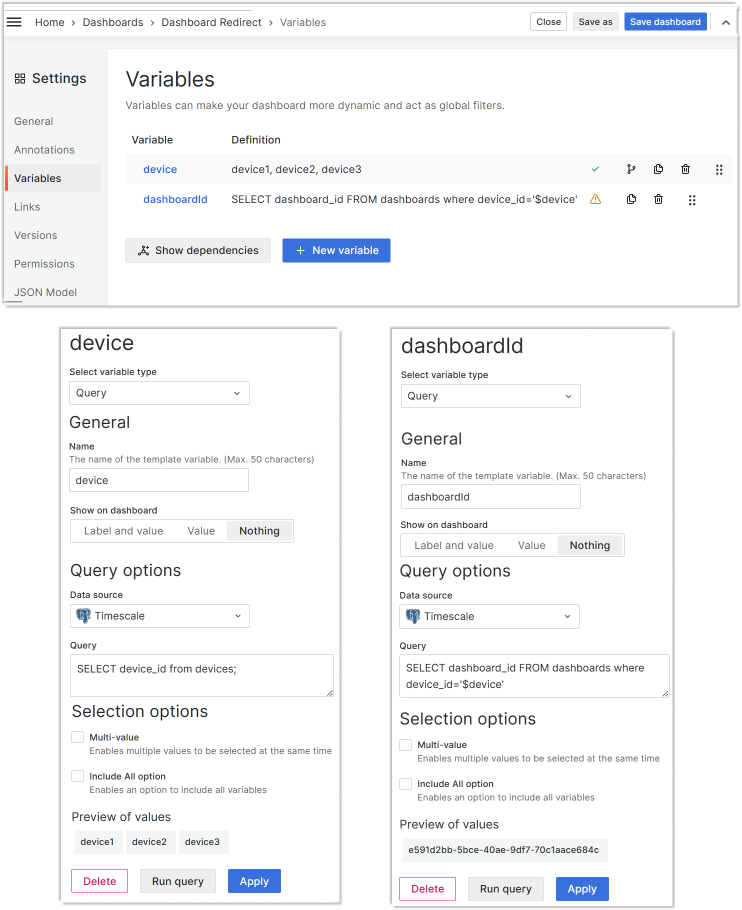 Home > Dashboards > Dashboard Redirect > Variables
Close Save as Save dashboard
Settings
General
Annotations
Variables
Links
Versions
Permissions
JSON Model
Variables
Variables can make your dashboard more dynamic and act as global filters.
Variable Definition
device device1, device2, device3
dashboardId SELECT dashboard_id FROM dashboards where device_id='$device'
Show dependencies + New variable
device
Select variable type
Query
General
Name
The name of the template variable. (Max. 50 characters)
device
Show on dashboard
Label and value Value Nothing
Query options
Data source
Timescale
Query
SELECT device_id from devices;
Selection options
Multi-value
Enables multiple values to be selected at the same time
Include All option
Enables an option to include all variables
Preview of values
device1 device2 device3
Delete Run query Apply
dashboardId
Select variable type
Query
General
Name
The name of the template variable. (Max. 50 characters)
dashboardId
Show on dashboard
Label and value Value Nothing
Query options
Data source
Timescale
Query
SELECT dashboard_id FROM dashboards where
device_id='$device'
Selection options
Multi-value
Enables multiple values to be selected at the same time
Include All option
Enables an option to include all variables
Preview of values
e591d2bb-5bce-40ae-9df7-70c1aace684c
Delete Run query Apply